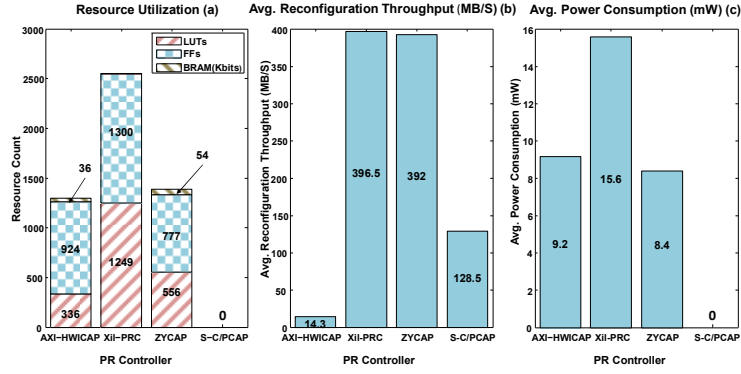 Resource Utilization (a)
LUTs
FFs
BRAM(Kbits)
3000
2500
2000
1500
1000
500
0
Resource Count
36
924
336
1300
1249
54
777
556
0
AXI−HWICAP Xil−PRC ZYCAP S−C/PCAP
PR Controller
Avg. Reconfiguration Throughput (MB/S) (b)
400
350
300
250
200
150
100
50
0
Avg. Reconfiguration Throughput (MB/S)
14.3
396.5
392
128.5
AXI−HWICAP Xil−PRC ZYCAP S−C/PCAP
PR Controller
Avg. Power Consumption (mW) (c)
16
14
12
10
8
6
4
2
0
Avg. Power Consumption (mW)
9.2
15.6
8.4
0
AXI−HWICAP Xil−PRC ZYCAP S−C/PCAP
PR Controller